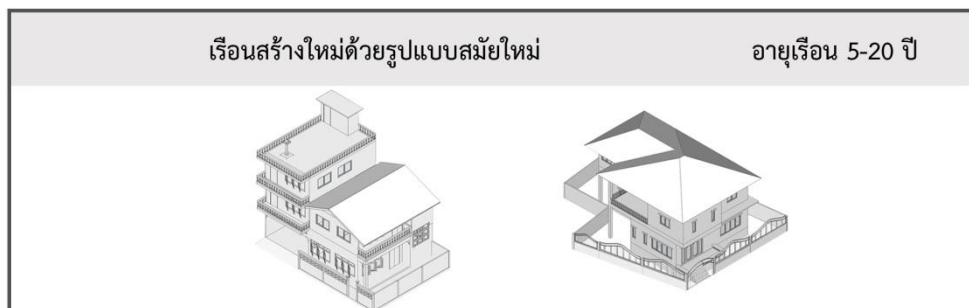 เรือนสร้างใหม่ด้วยรูปแบบสมัยใหม่ อายุเรือน 5-20 ปี